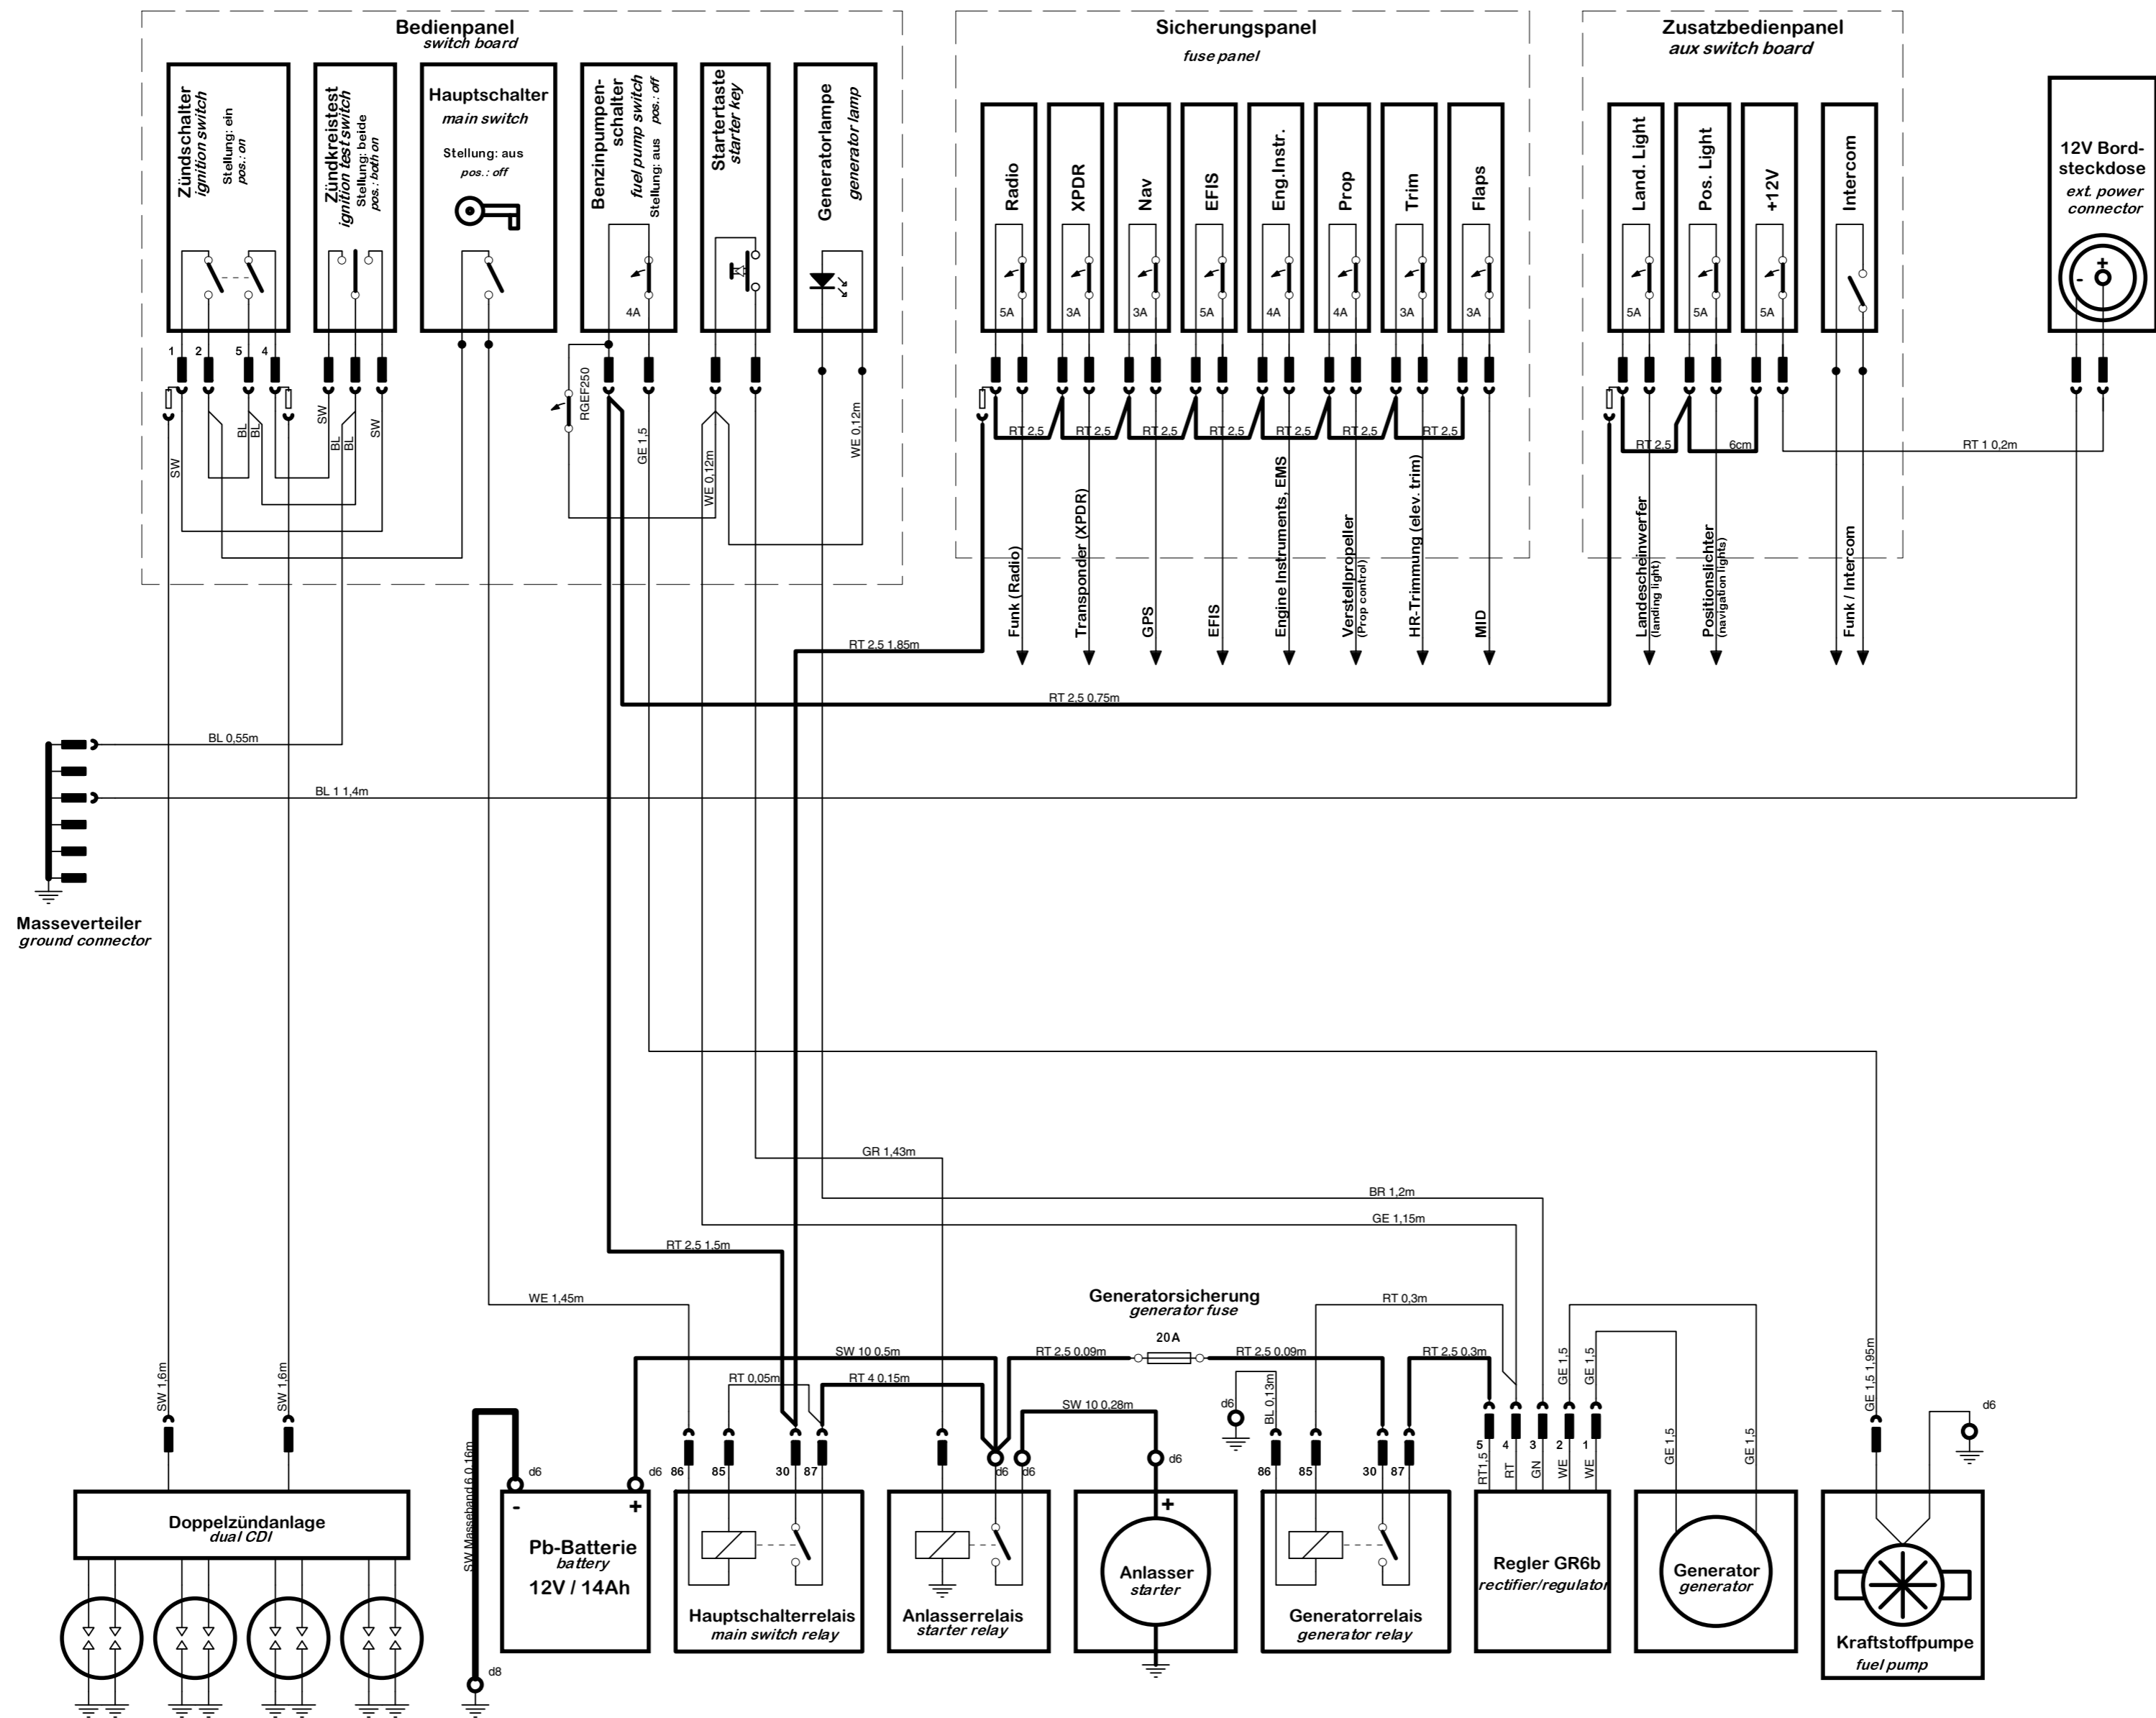 Bedienpanel
switch board
Sicherungspanel
fuse panel
Zusatzbedienpanel
aux switch board
Zündschalter
ignition switch
Stellung: ein
pos.: on
Zündkreistest
ignition test switch
Stellung: beide
pos.: both on
Hauptschalter
main switch
Stellung: aus
pos.: off
Benzinpumpen-
schalter
fuel pump switch
Stellung: aus pos.: off
4A
Startertaste
starter key
Generatorlampe
generator lamp
Radio
5A
XPDR
3A
Nav
3A
EFIS
5A
Eng.Instr.
4A
Prop
4A
Trim
3A
Flaps
3A
Land. Light
5A
Pos. Light
5A
+12V
5A
Intercom
12V Bord-
steckdose
ext. power
connector
+
-
1
2
5
4
SW
BL
BL
SW
BL
BL
SW
RGEF250
GE 1,5
WE 0,12m
WE 0,12m
RT 2,5
RT 2,5
RT 2,5
RT 2,5
RT 2,5
RT 2,5
RT 2,5
RT 2,5
6cm
RT 1 0,2m
Funk (Radio)
Transponder (XPDR)
GPS
EFIS
Engine Instruments, EMS
Verstellpropeller
(Prop control)
HR-Trimmung (elev. trim)
MID
Landescheinwerfer
(landing light)
Positionslichter
(navigation lights)
Funk / Intercom
RT 2,5 1,85m
RT 2,5 0,75m
BL 0,55m
BL 1 1,4m
Masseverteiler
ground connector
GR 1,43m
BR 1,2m
GE 1,15m
RT 2,5 1,5m
WE 1,45m
Generatorsicherung
generator fuse
20A
RT 0,3m
SW 10 0,5m
RT 2,5 0,09m
RT 2,5 0,09m
RT 2,5 0,3m
RT 0,05m
RT 4 0,15m
SW 10 0,28m
BL 0,13m
d6
GE 1,5
GE 1,5
GE 1,5
GE 1,5
GE 1,5 1,95m
d6
SW 1,6m
SW 1,6m
SW Masseband 6 0,16m
d6
d6
86
85
30
87
d6
d6
d6
86
85
30
87
5
4
3
2
1
RT1,5
RT
GN
WE
WE
Doppelzündanlage
dual CDI
-
+
Pb-Batterie
battery
12V / 14Ah
Hauptschalterrelais
main switch relay
Anlasserrelais
starter relay
+
Anlasser
starter
Generatorrelais
generator relay
Regler GR6b
rectifier/regulator
Generator
generator
Kraftstoffpumpe
fuel pump
d8